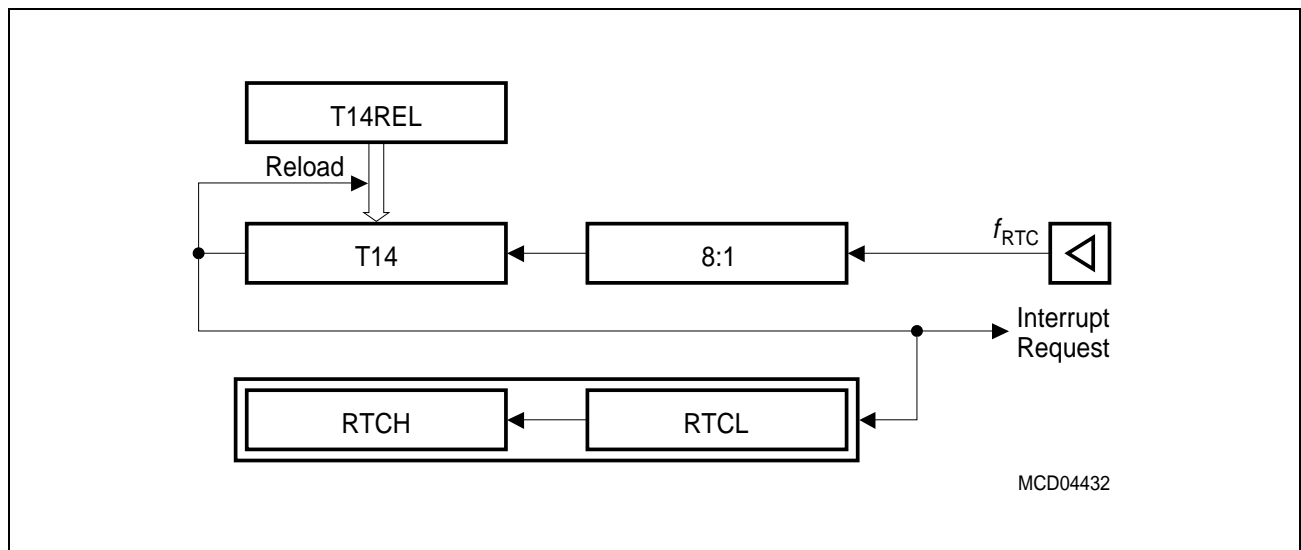 T14REL
Reload
T14
8:1
fRTC
Interrupt
Request
RTCH
RTCL
MCD04432